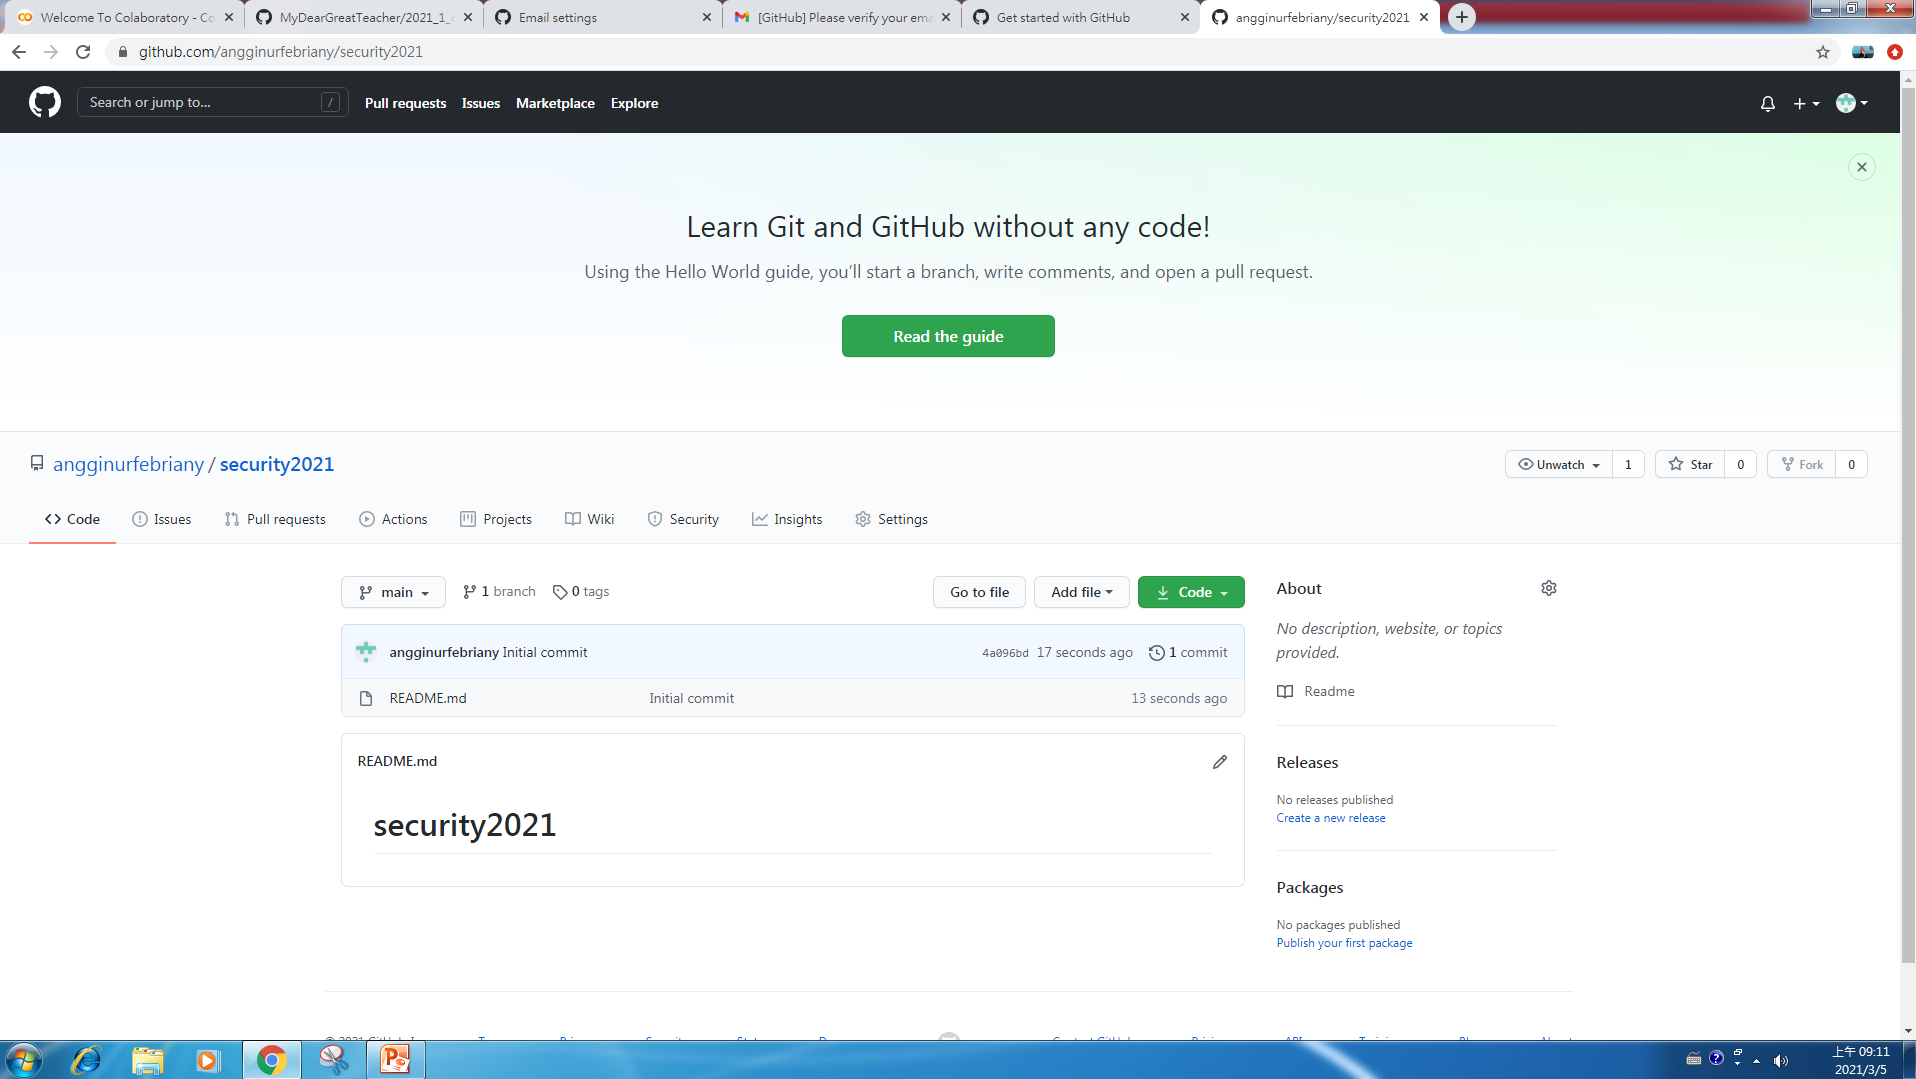 Welcome To Colaboratory - Co
MyDearGreatTeacher/2021_1_
Email settings
[GitHub] Please verify your ema
Get started with GitHub
angginurfebriany/security2021
github.com/angginurfebriany/security2021
Search or jump to...
/
Pull requests
Issues
Marketplace
Explore
Learn Git and GitHub without any code!
Using the Hello World guide, you’ll start a branch, write comments, and open a pull request.
Read the guide
angginurfebriany / security2021
Unwatch 1
Star 0
Fork 0
Code
Issues
Pull requests
Actions
Projects
Wiki
Security
Insights
Settings
main
1 branch
0 tags
Go to file
Add file
Code
angginurfebriany Initial commit
4a096bd 17 seconds ago
1 commit
README.md
Initial commit
13 seconds ago
README.md
security2021
About
No description, website, or topics
provided.
Readme
Releases
No releases published
Create a new release
Packages
No packages published
Publish your first package
上午 09:11
2021/3/5